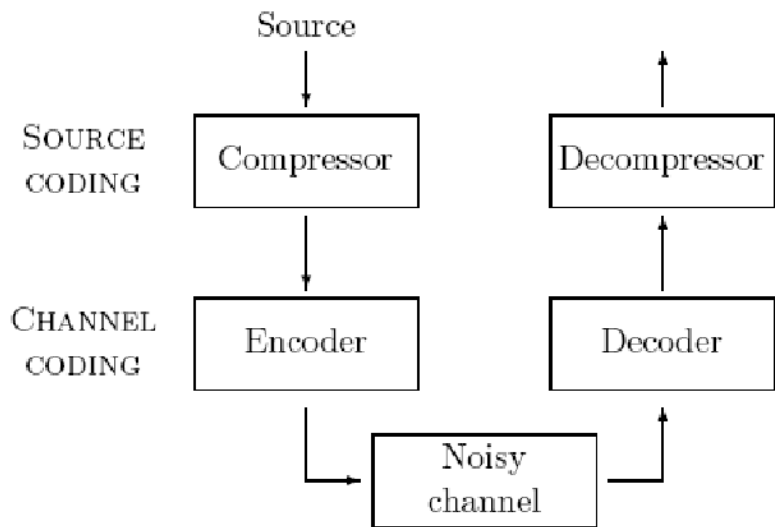 Source
SOURCE
CODING
Compressor
Decompressor
CHANNEL
CODING
Encoder
Decoder
Noisy
channel